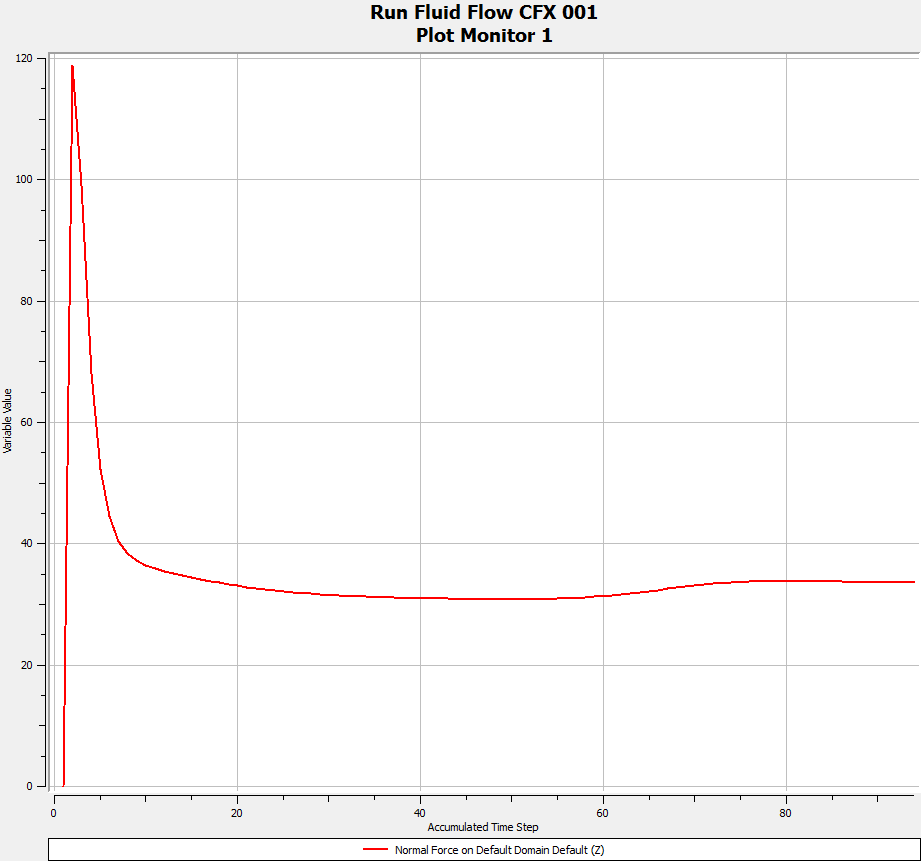 Run Fluid Flow CFX 001
Plot Monitor 1
120
100
80
60
40
20
0
Variable Value
0 20 40 60 80
Accumulated Time Step
Normal Force on Default Domain Default (Z)